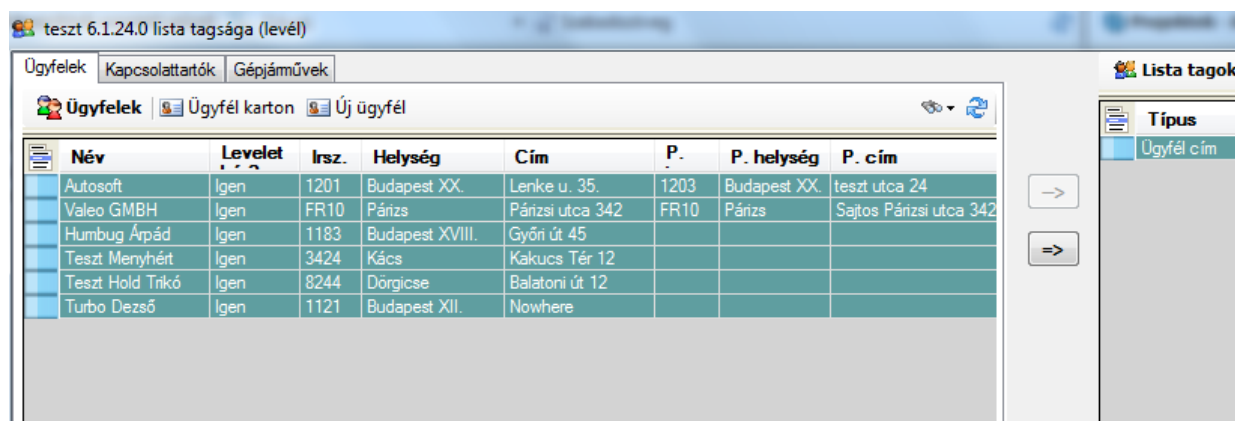 teszt 6.1.24.0 lista tagsága (levél)
Ügyfelek Kapcsolattartók Gépjárművek
Ügyfelek Ügyfél karton Új ügyfél
Lista tagok
Név Levelet Irsz. Helység Cím P. P. helység P. cím
Típus
Autosoft Igen 1201 Budapest XX. Lenke u. 35. 1203 Budapest XX. teszt utca 24
Ügyfél cím
Valeo GMBH Igen FR10 Párizs Párizsi utca 342 FR10 Párizs Sajtos Párizsi utca 342
Humbug Árpád Igen 1183 Budapest XVIII. Győri út 45
Teszt Menyhért Igen 3424 Kács Kakucs Tér 12
Teszt Hold Trikó Igen 8244 Dörgicse Balatoni út 12
Turbo Dezső Igen 1121 Budapest XII. Nowhere
-->
=>